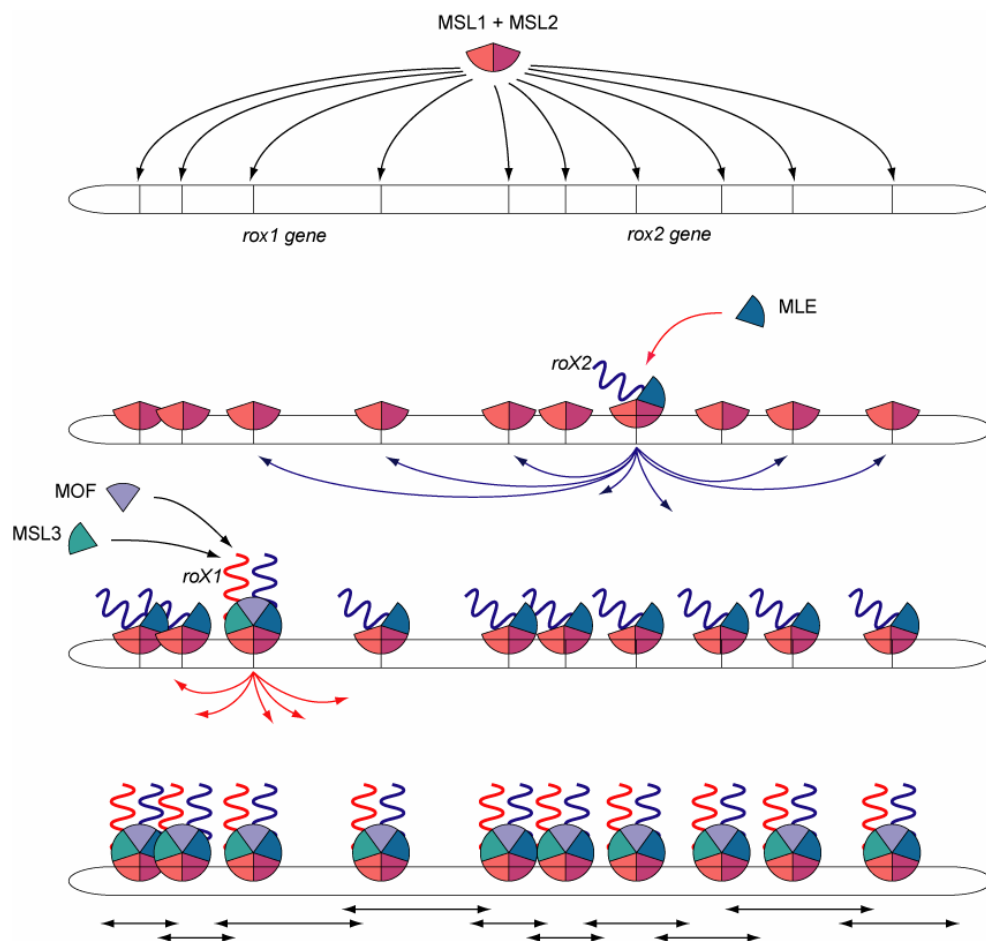 MSL1 + MSL2
rox1 gene
rox2 gene
MLE
roX2
MOF
MSL3
roX1